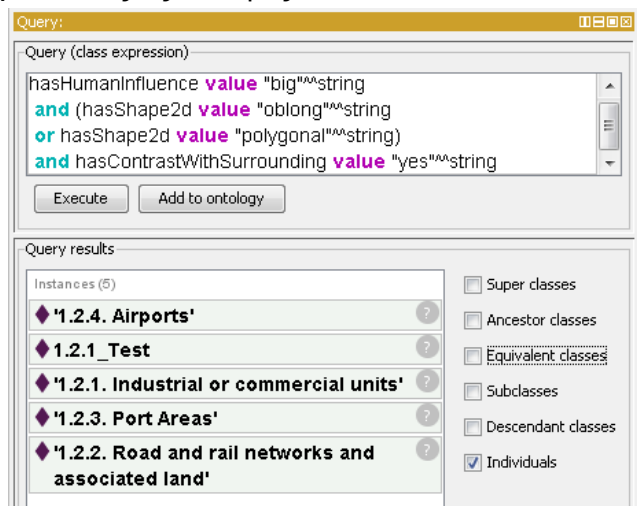 Query:
Query (class expression)
hasHumanInfluence value "big"^^string
and (hasShape2d value "oblong"^^string
or hasShape2d value "polygonal"^^string)
and hasContrastWithSurrounding value "yes"^^string
Execute
Add to ontology
Query results
Instances (5)
'1.2.4. Airports' ?
1.2.1_Test ?
'1.2.1. Industrial or commercial units' ?
'1.2.3. Port Areas' ?
'1.2.2. Road and rail networks and ?
associated land'
Super classes
Ancestor classes
Equivalent classes
Subclasses
Descendant classes
Individuals